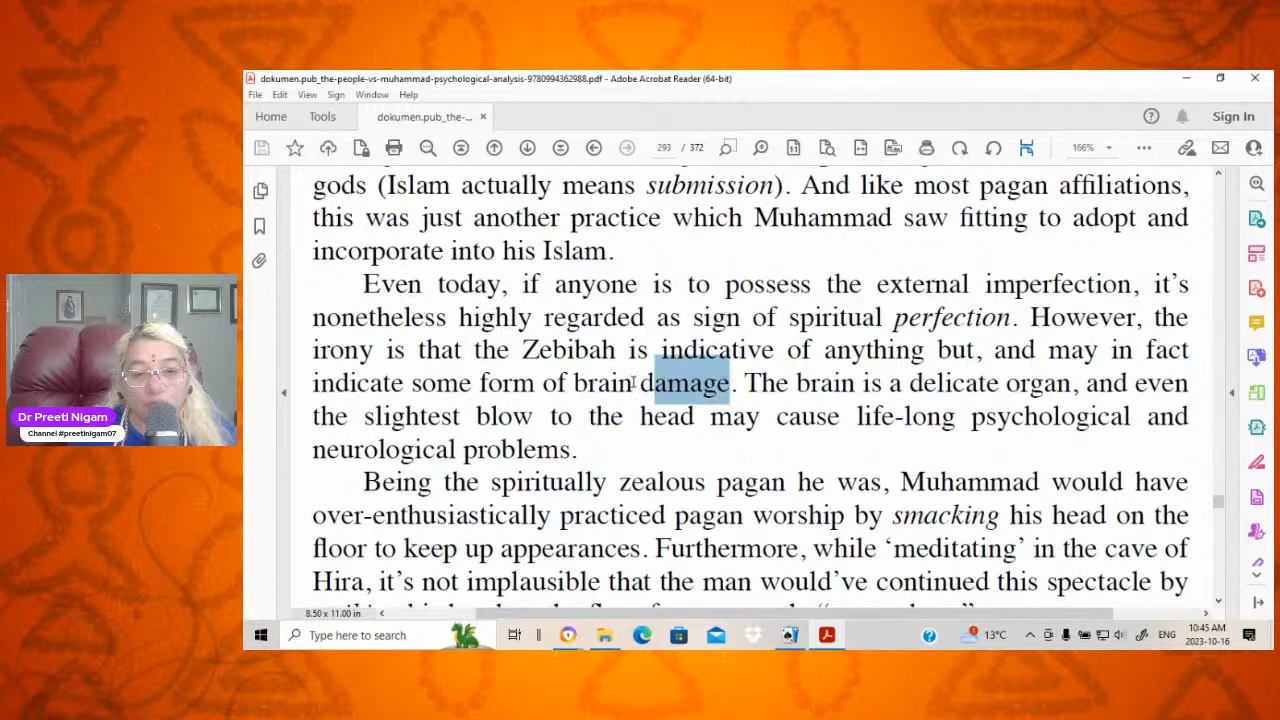 dokumen.pub_the-people-vs-muhammad-psychological-analysis-9780994362988.pdf - Adobe Acrobat Reader (64-bit)
File Edit View Sign Window Help
Home Tools dokumen.pub_the-... Sign In
293 / 372 166%
gods (Islam actually means submission). And like most pagan affiliations,
this was just another practice which Muhammad saw fitting to adopt and
incorporate into his Islam.
Even today, if anyone is to possess the external imperfection, it's
nonetheless highly regarded as sign of spiritual perfection. However, the
irony is that the Zebibah is indicative of anything but, and may in fact
indicate some form of brain damage. The brain is a delicate organ, and even
the slightest blow to the head may cause life-long psychological and
neurological problems.
Being the spiritually zealous pagan he was, Muhammad would have
over-enthusiastically practiced pagan worship by smacking his head on the
floor to keep up appearances. Furthermore, while 'meditating' in the cave of
Hira, it's not implausible that the man would've continued this spectacle by
8.50 x 11.00 in
Dr Preeti Nigam
Channel #preetinigam07
Type here to search
13°C
ENG
10:45 AM
2023-10-16